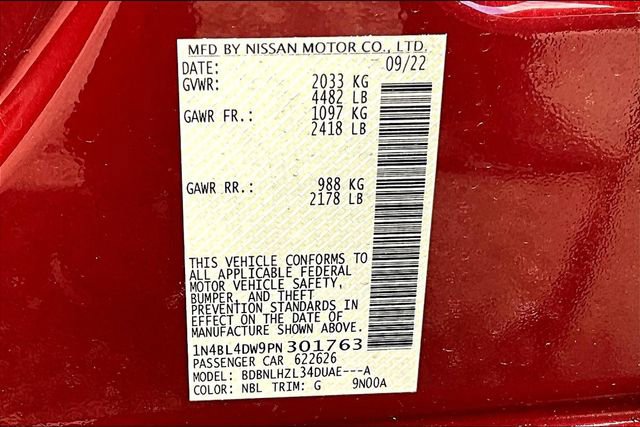 MFD BY NISSAN MOTOR CO., LTD.
DATE: 09/22
GVWR: 2033 KG
4482 LB
GAWR FR.: 1097 KG
2418 LB
GAWR RR.: 988 KG
2178 LB
THIS VEHICLE CONFORMS TO
ALL APPLICABLE FEDERAL
MOTOR VEHICLE SAFETY,
BUMPER, AND THEFT
PREVENTION STANDARDS IN
EFFECT ON THE DATE OF
MANUFACTURE SHOWN ABOVE.
1N4BL4DW9PN301763
PASSENGER CAR 622626
MODEL: BDBNLHZL34DUAE---A
COLOR: NBL TRIM: G 9N00A